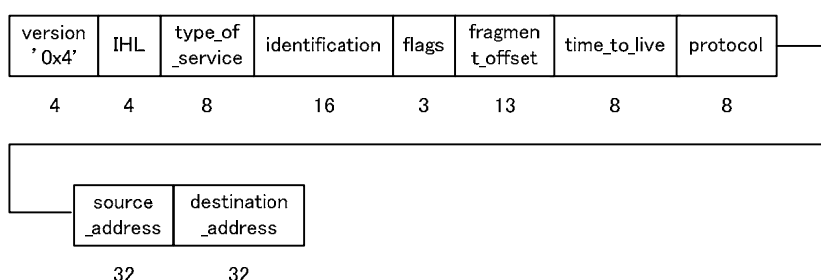 version
'0x4'
IHL
type_of
_service
identification
flags
fragmen
t_offset
time_to_live
protocol
4
4
8
16
3
13
8
8
source
_address
destination
_address
32
32